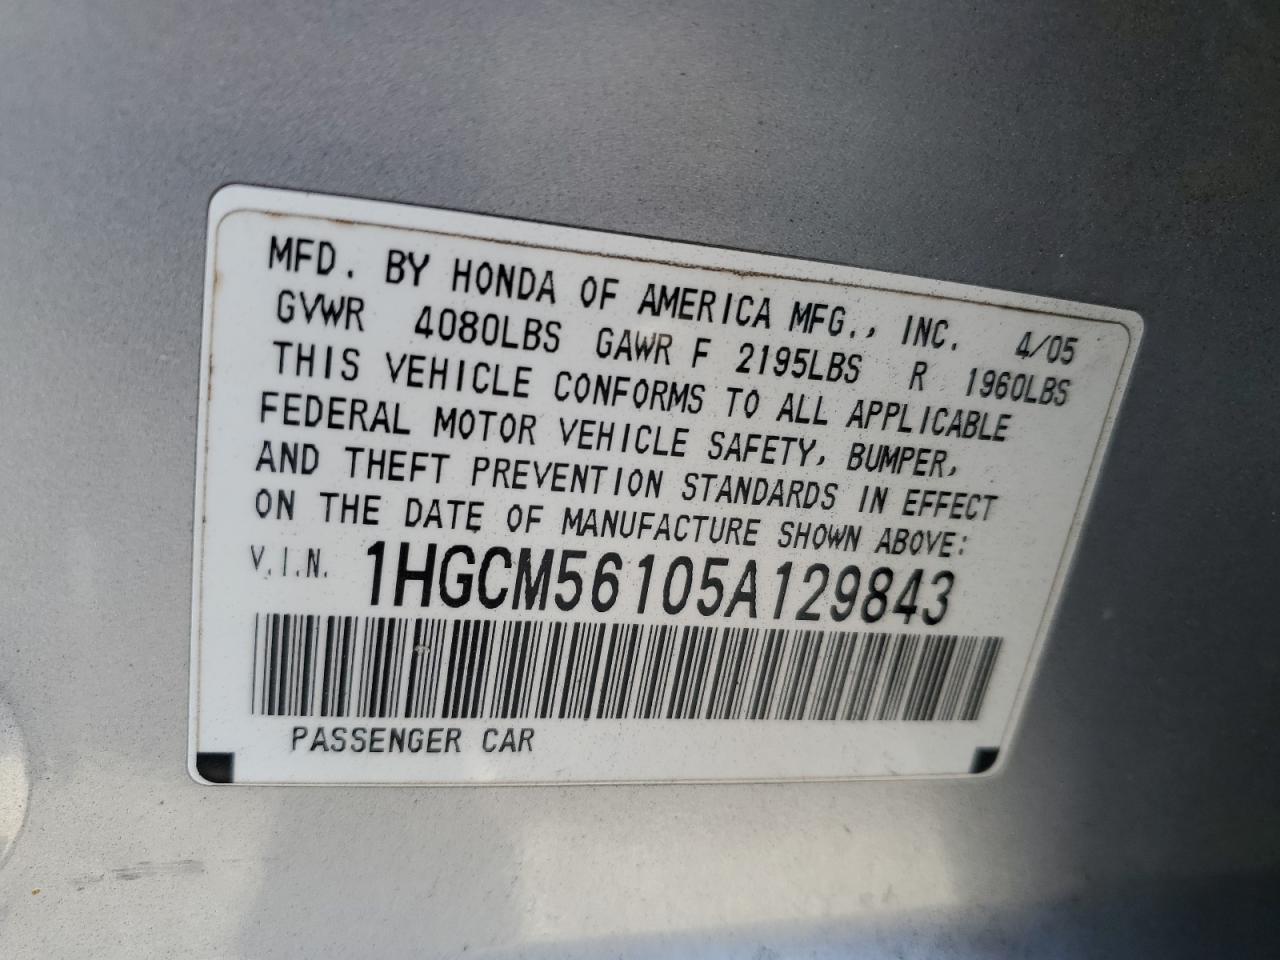 MFD. BY HONDA OF AMERICA MFG., INC. 4/05
GVWR 4080LBS GAWR F 2195LBS R 1960LBS
THIS VEHICLE CONFORMS TO ALL APPLICABLE
FEDERAL MOTOR VEHICLE SAFETY, BUMPER,
AND THEFT PREVENTION STANDARDS IN EFFECT
ON THE DATE OF MANUFACTURE SHOWN ABOVE:
V.I.N. 1HGCM56105A129843
PASSENGER CAR